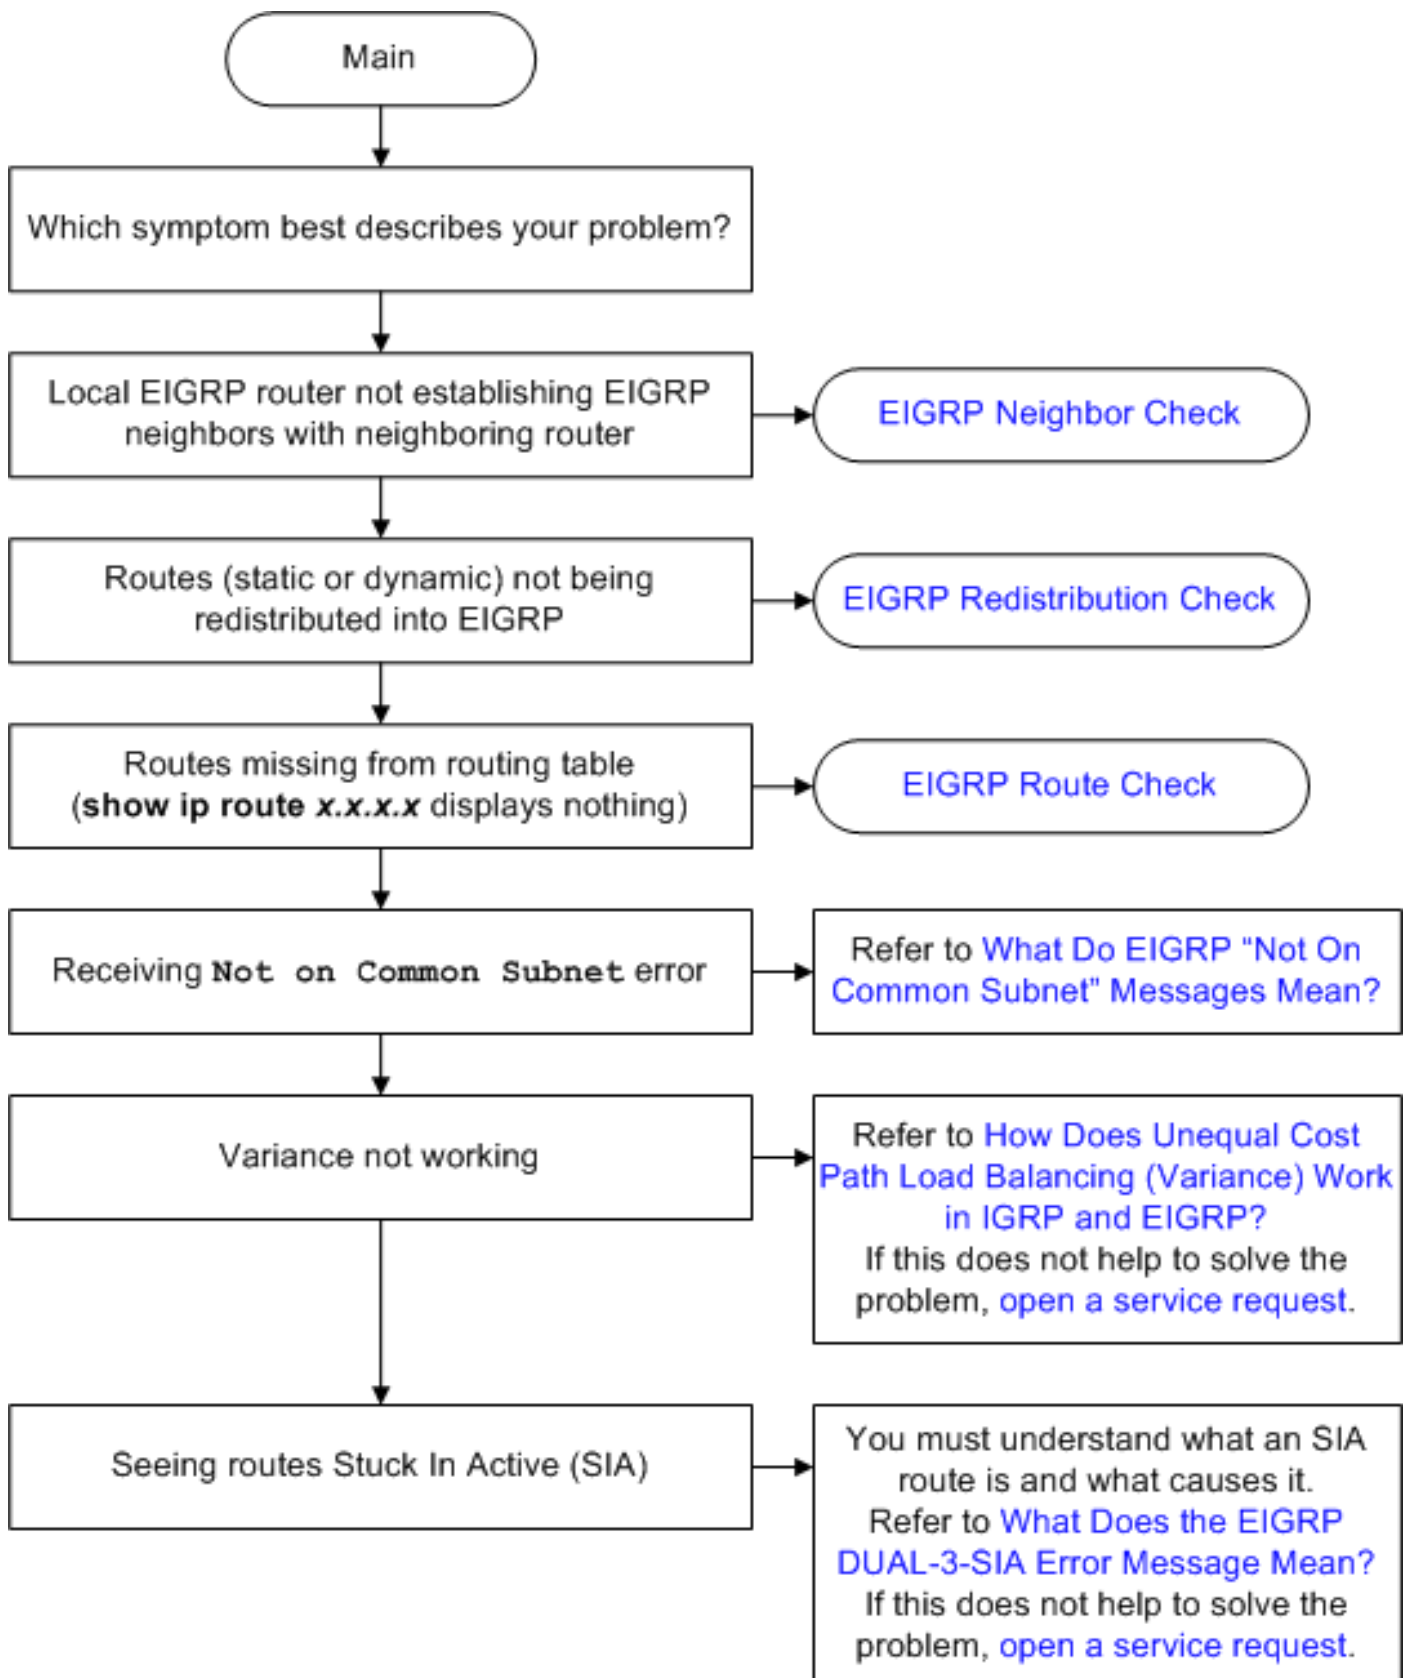 Main
Which symptom best describes your problem?
Local EIGRP router not establishing EIGRP
neighbors with neighboring router
EIGRP Neighbor Check
Routes (static or dynamic) not being
redistributed into EIGRP
EIGRP Redistribution Check
Routes missing from routing table
(show ip route x.x.x.x displays nothing)
EIGRP Route Check
Receiving Not on Common Subnet error
Refer to What Do EIGRP “Not On
Common Subnet” Messages Mean?
Variance not working
Refer to How Does Unequal Cost
Path Load Balancing (Variance) Work
in IGRP and EIGRP?
If this does not help to solve the
problem, open a service request.
Seeing routes Stuck In Active (SIA)
You must understand what an SIA
route is and what causes it.
Refer to What Does the EIGRP
DUAL-3-SIA Error Message Mean?
If this does not help to solve the
problem, open a service request.